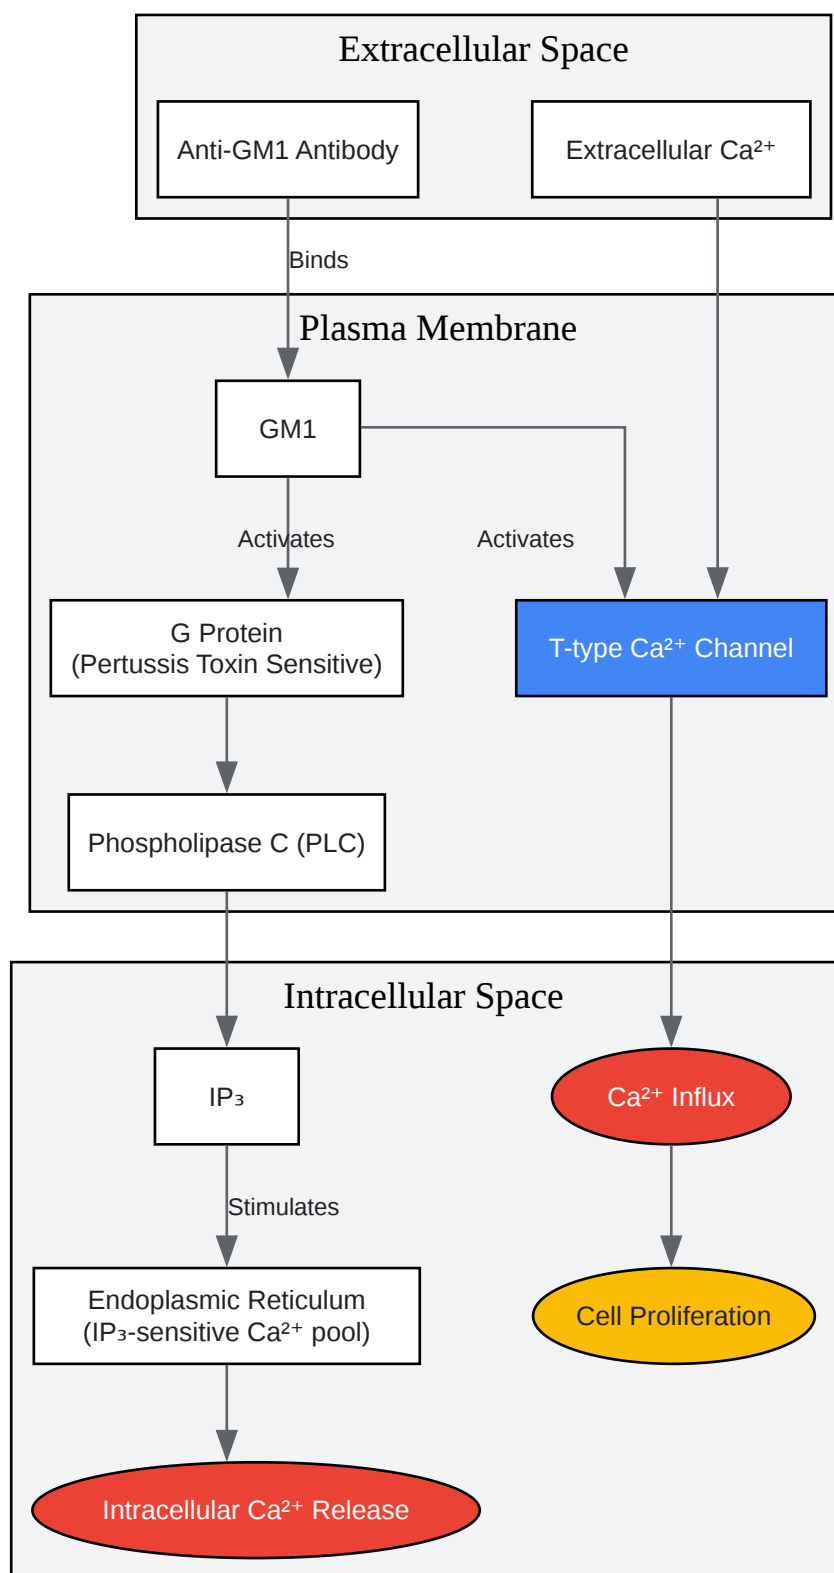 Extracellular Space
Anti-GM1 Antibody
Extracellular Ca²⁺
Binds
Plasma Membrane
GM1
Activates
Activates
G Protein
(Pertussis Toxin Sensitive)
T-type Ca²⁺ Channel
Phospholipase C (PLC)
Intracellular Space
IP₃
Ca²⁺ Influx
Stimulates
Endoplasmic Reticulum
(IP₃-sensitive Ca²⁺ pool)
Cell Proliferation
Intracellular Ca²⁺ Release